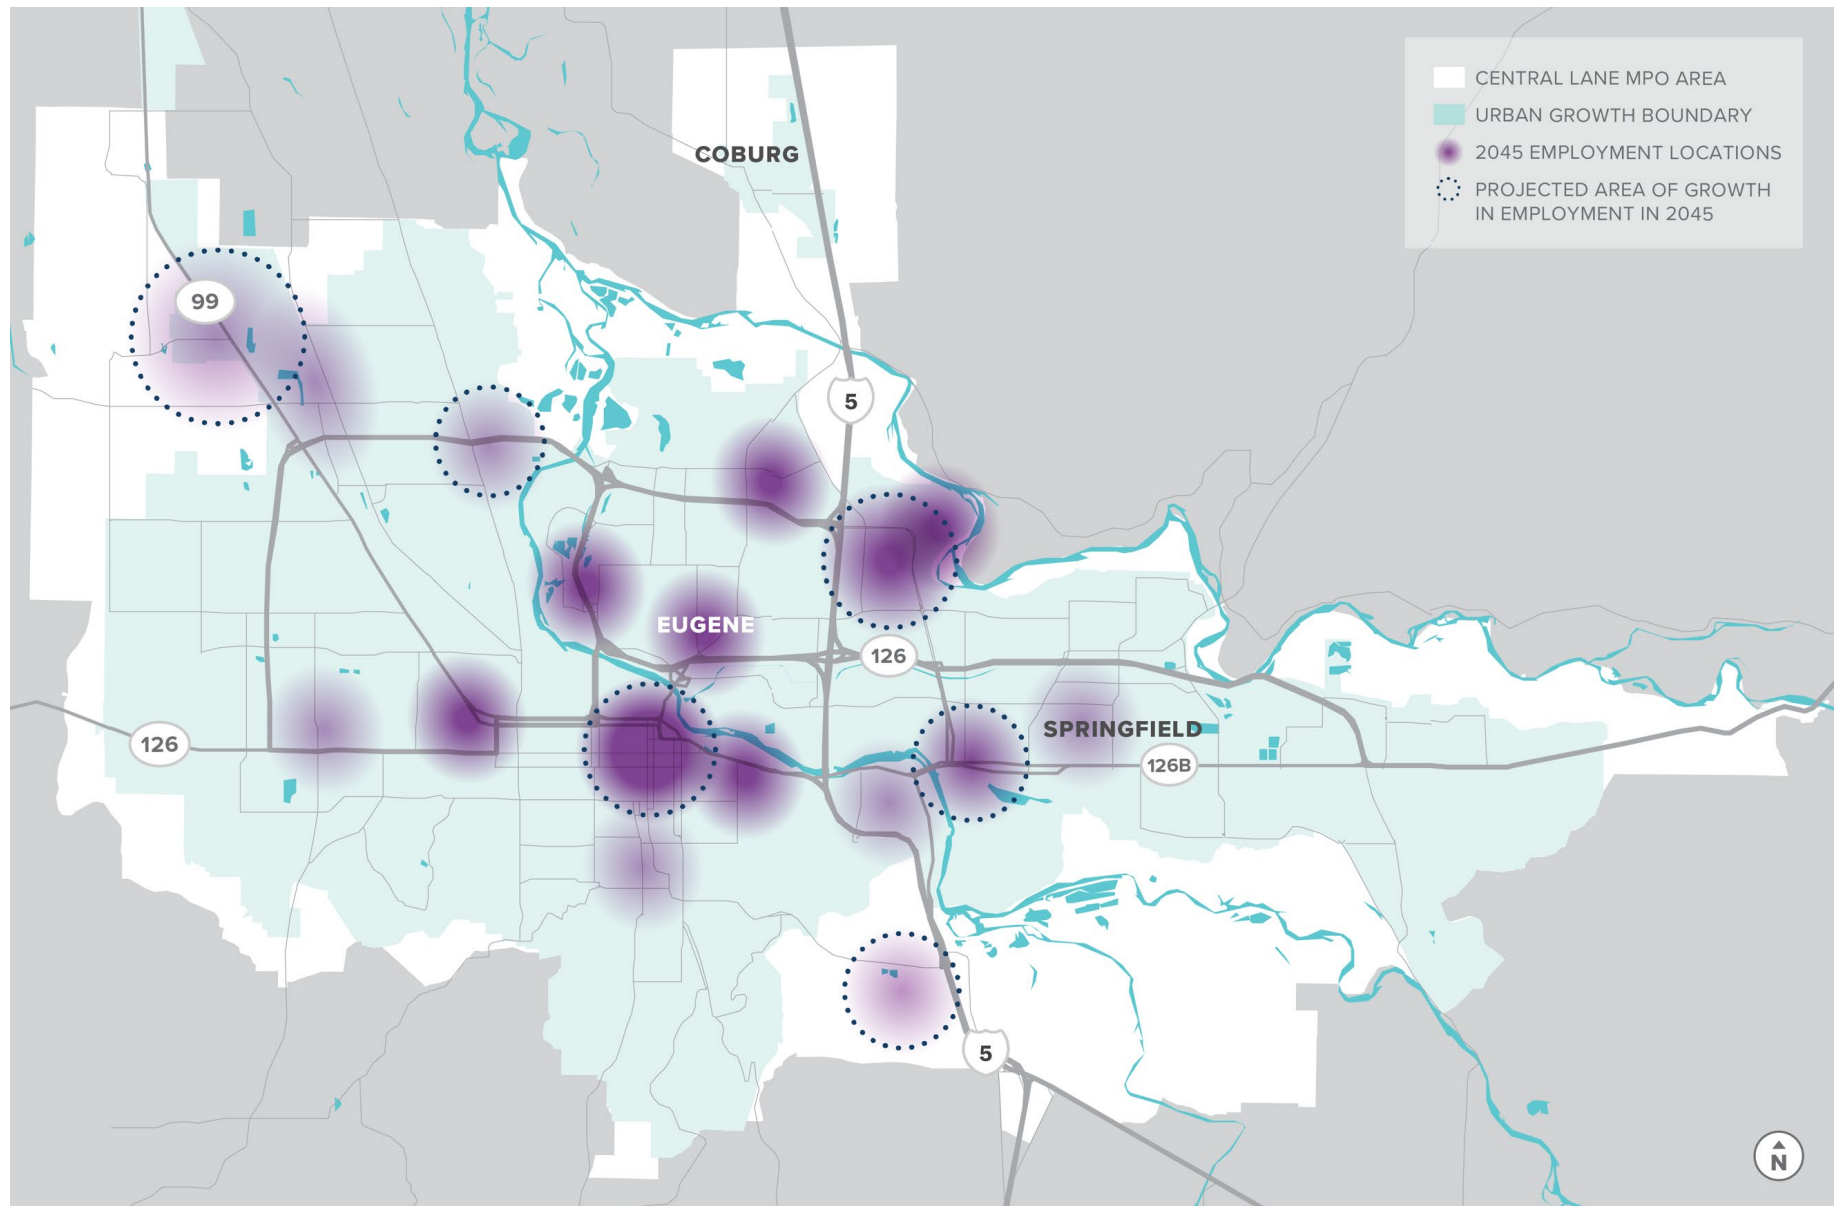 CENTRAL LANE MPO AREA
URBAN GROWTH BOUNDARY
2045 EMPLOYMENT LOCATIONS
PROJECTED AREA OF GROWTH
IN EMPLOYMENT IN 2045
COBURG
99
5
EUGENE
126
SPRINGFIELD
126
126B
5
N